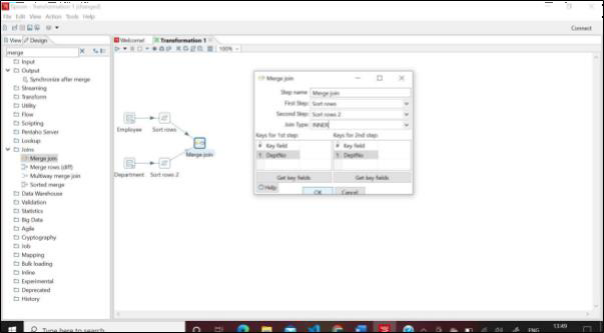 Spoon - Transformation 1 (changed)
File Edit View Action Tools Help
Connect
View Design
Welcome! Transformation 1
merge
100%
Input
Output
Synchronize after merge
Streaming
Transform
Utility
Flow
Scripting
Pentaho Server
Lookup
Joins
Merge join
Merge rows (diff)
Multiway merge join
Sorted merge
Data Warehouse
Validation
Statistics
Big Data
Agile
Cryptography
Job
Mapping
Bulk loading
Inline
Experimental
Deprecated
History
Employee Sort rows
Merge join
Department Sort rows 2
Merge join
Step name Merge join
First Step: Sort rows
Second Step: Sort rows 2
Join Type: INNER
Keys for 1st step: Keys for 2nd step:
# Key field # Key field
1 DeptNo 1 DeptNo
Get key fields Get key fields
Help
OK Cancel
Type here to search
ENG
13:49